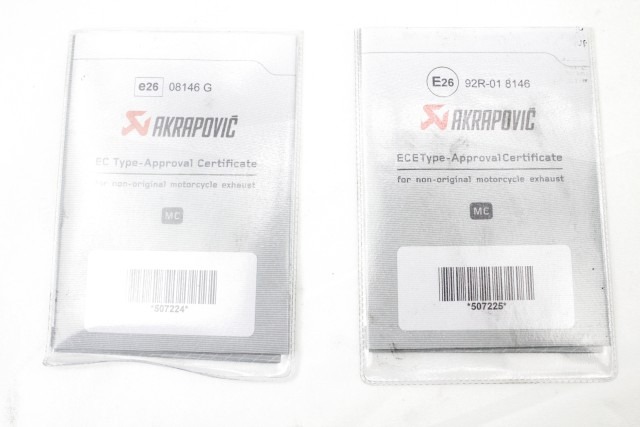 e26 08146 G
AKRAPOVIČ
EC Type-Approval Certificate
for non-original motorcycle exhaust
MC
*507224*
E26 92R-01 8146
AKRAPOVIČ
ECE Type-Approval Certificate
for non-original motorcycle exhaust
MC
*507225*